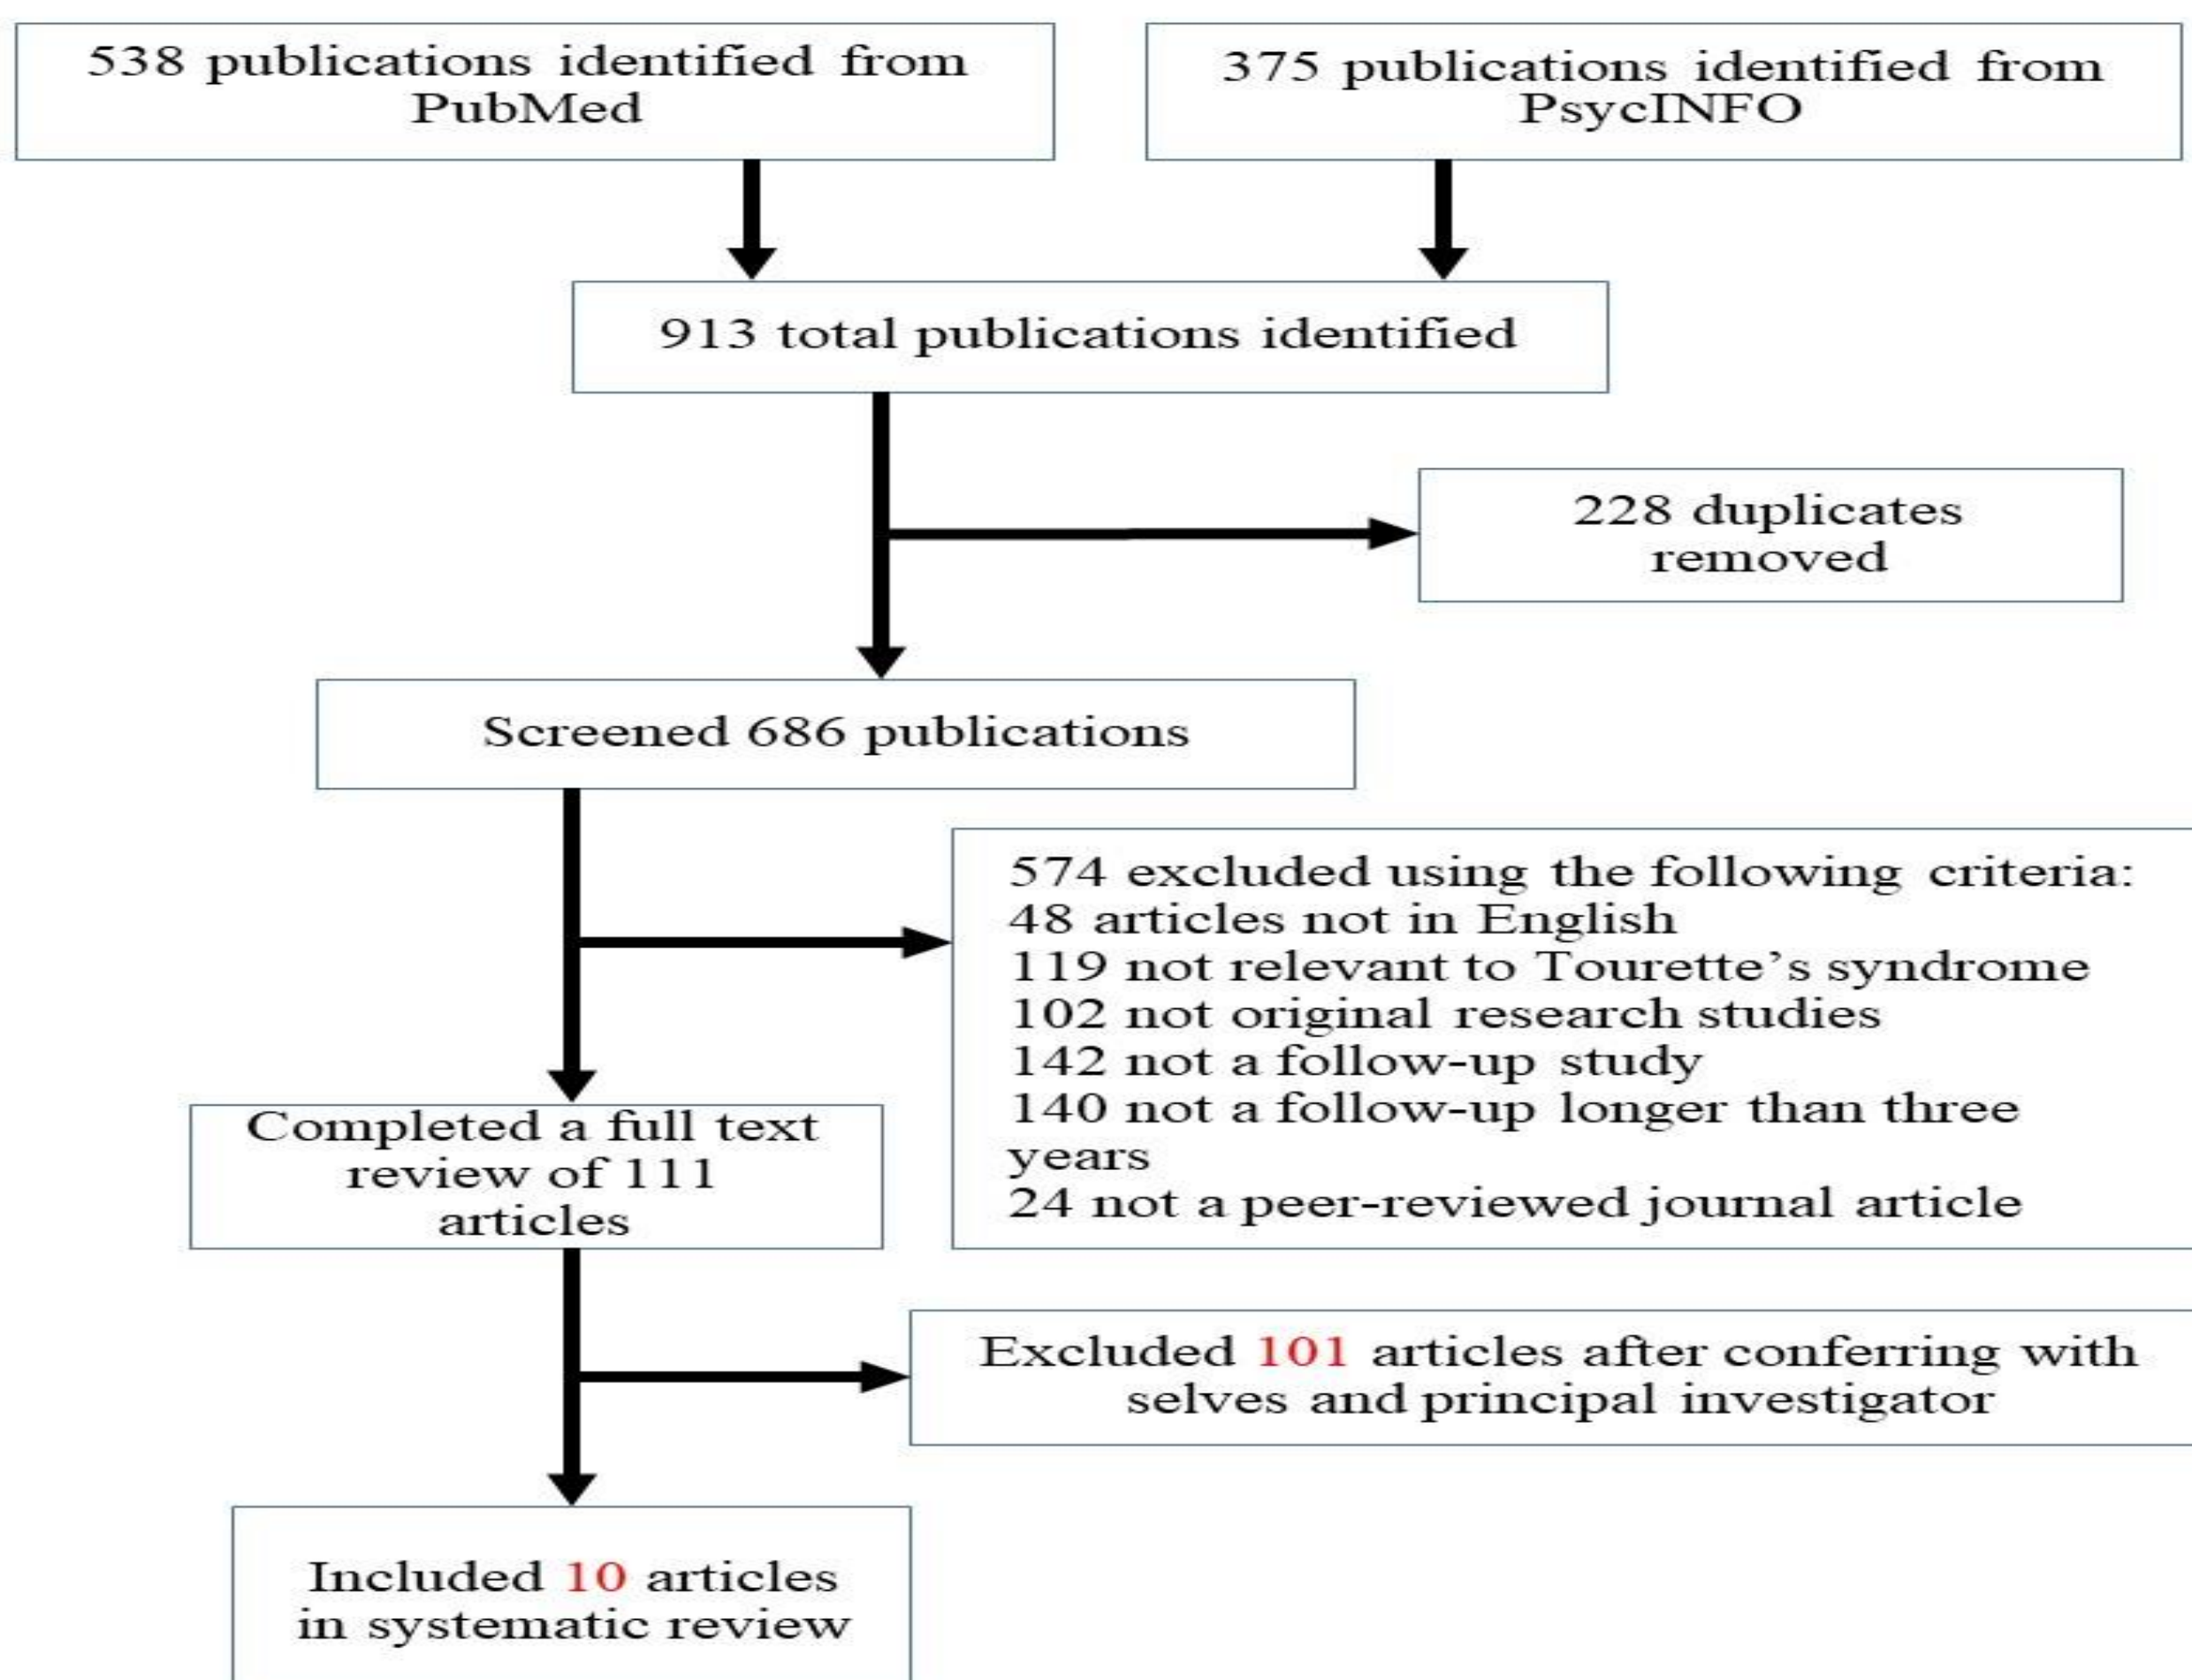 538 publications identified from
PubMed
375 publications identified from
PsycINFO
913 total publications identified
228 duplicates
removed
Screened 686 publications
574 excluded using the following criteria:
48 articles not in English
119 not relevant to Tourette’s syndrome
102 not original research studies
142 not a follow-up study
140 not a follow-up longer than three
years
24 not a peer-reviewed journal article
Completed a full text
review of 111
articles
Excluded 101 articles after conferring with
selves and principal investigator
Included 10 articles
in systematic review